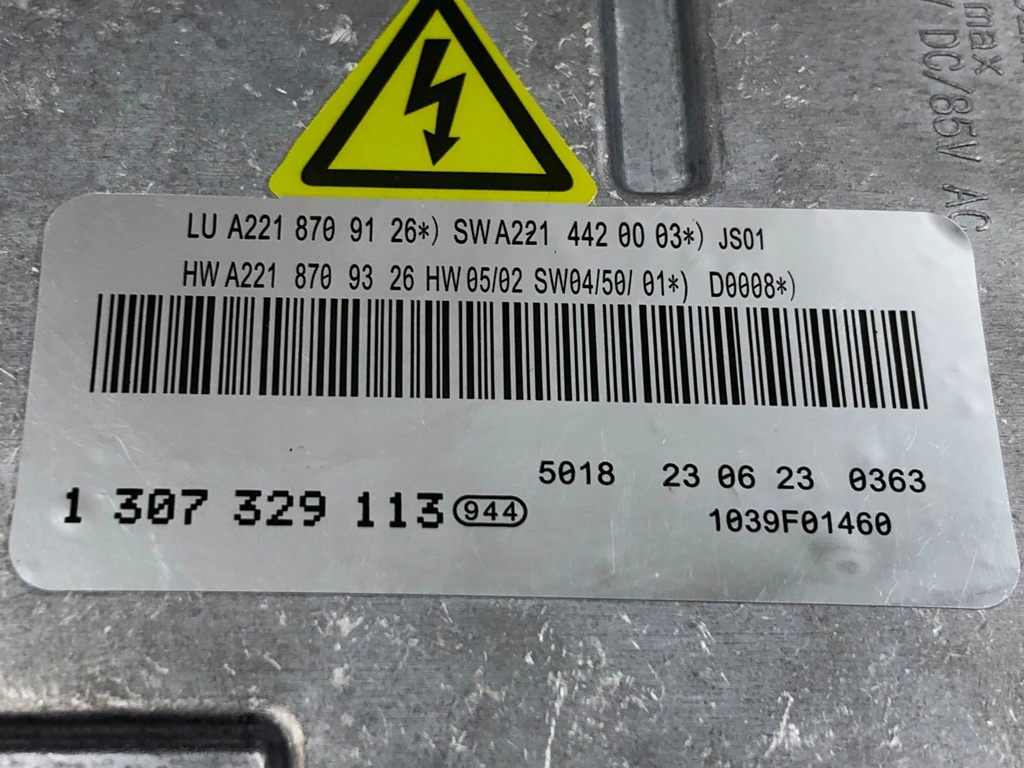 max
DC/85V AC
LU A221 870 91 26*) SW A221 442 00 03*) JS01
HW A221 870 93 26 HW 05/02 SW04/50/ 01*) D0008*)
5018 23 06 23 0363
1 307 329 113 944
1039F01460